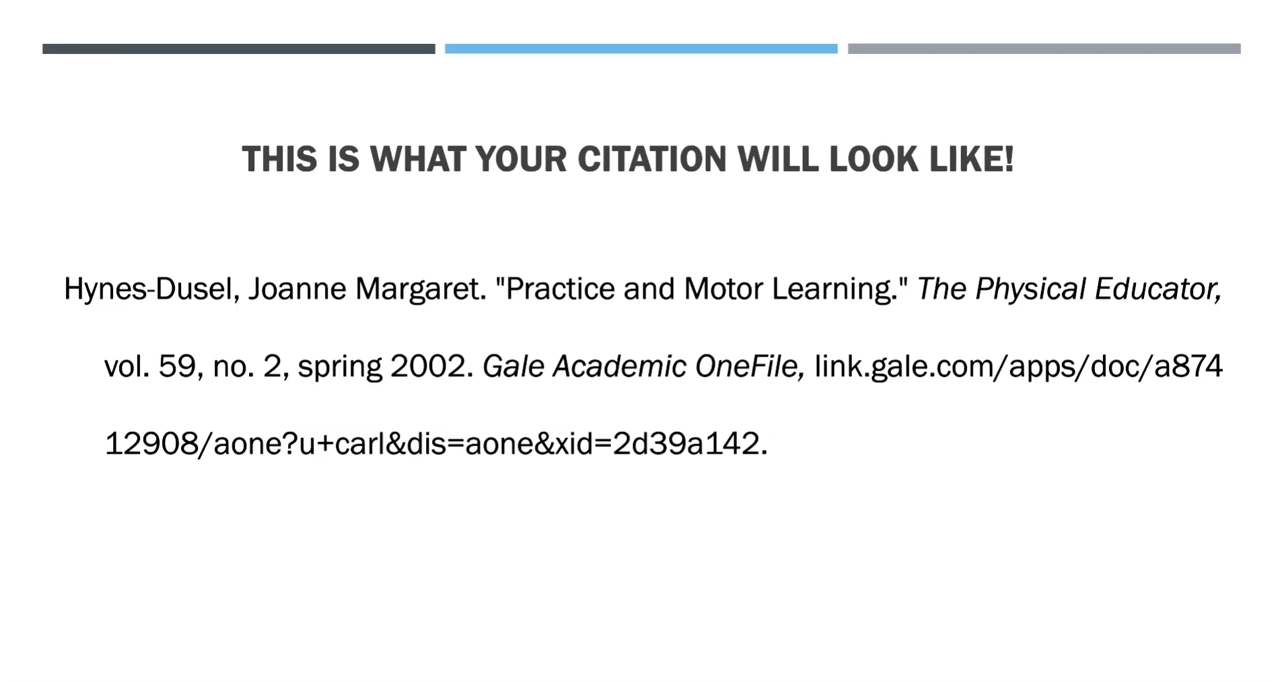 THIS IS WHAT YOUR CITATION WILL LOOK LIKE!
Hynes-Dusel, Joanne Margaret. "Practice and Motor Learning." The Physical Educator,
vol. 59, no. 2, spring 2002. Gale Academic OneFile, link.gale.com/apps/doc/a874
12908/aone?u+carl&dis=aone&xid=2d39a142.